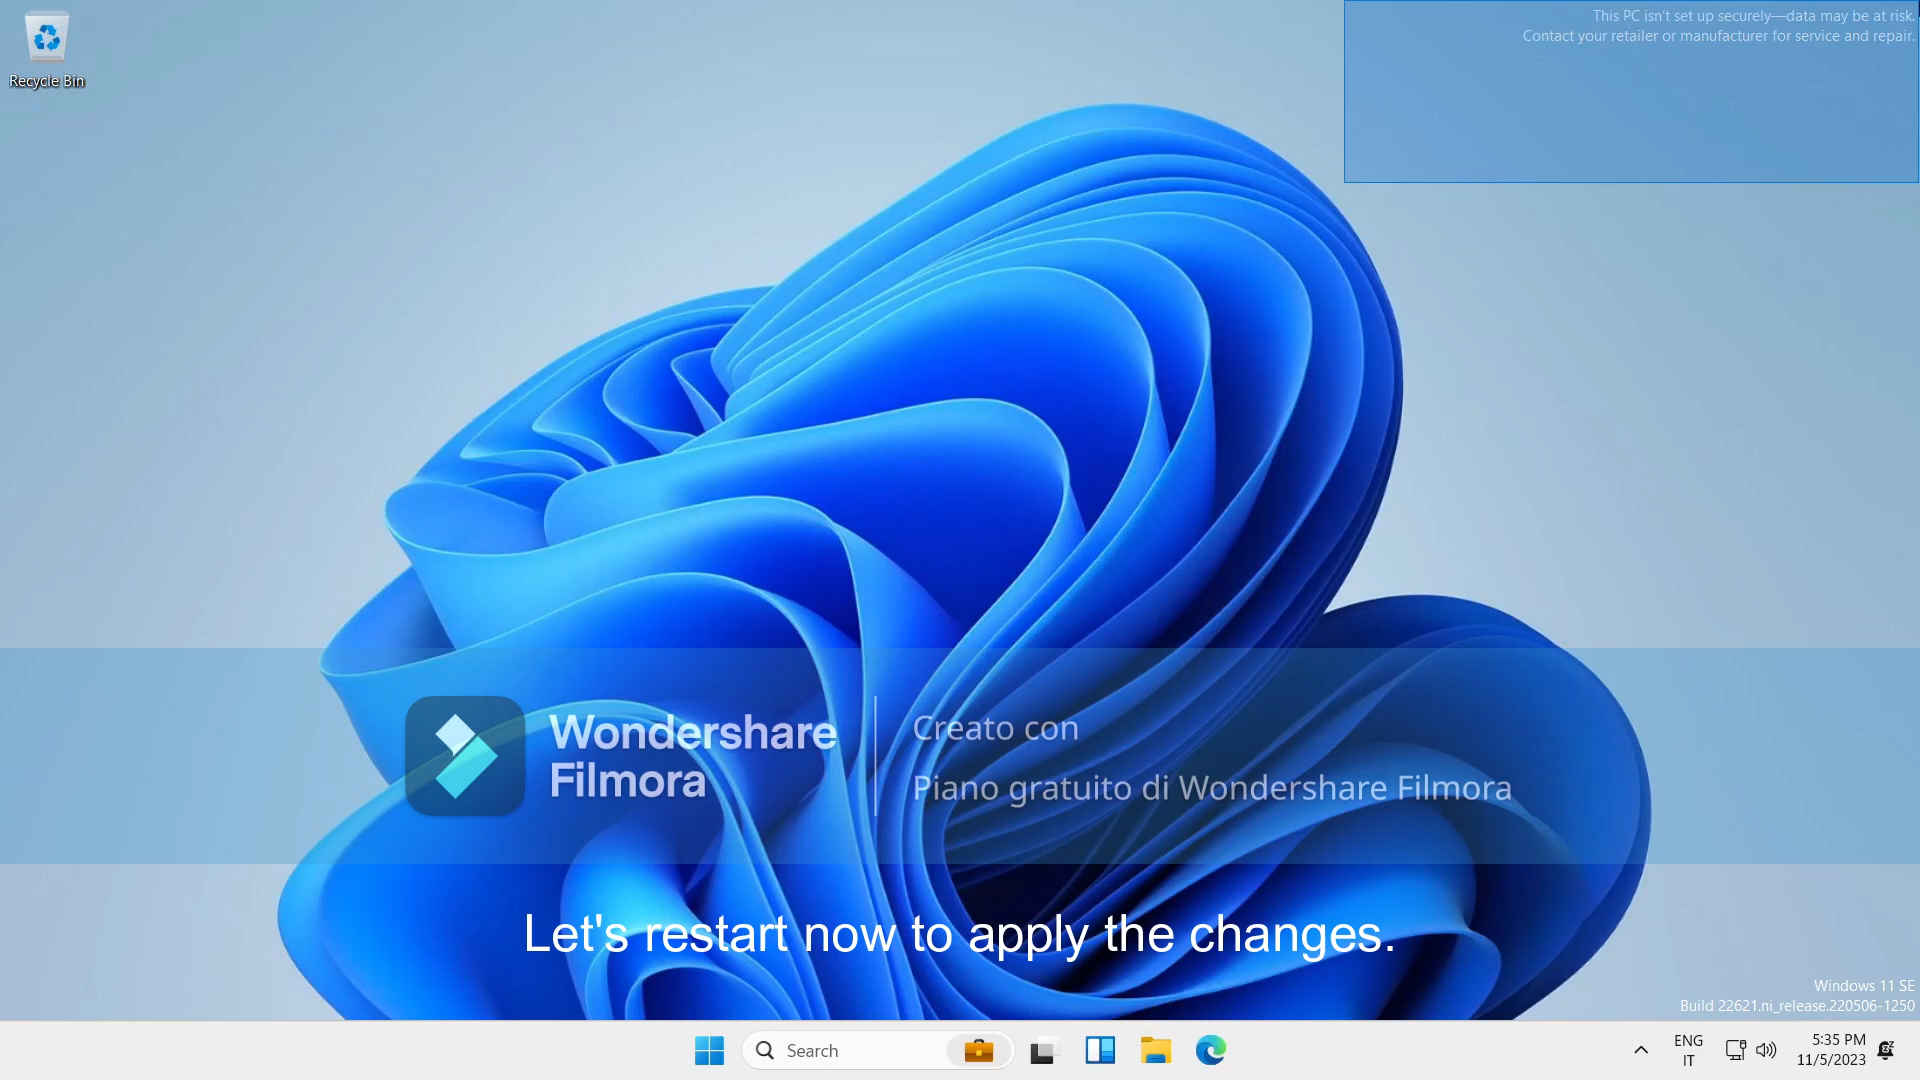 This PC isn't set up securely—data may be at risk.
Contact your retailer or manufacturer for service and repair.
Recycle Bin
Wondershare
Filmora
Creato con
Piano gratuito di Wondershare Filmora
Let's restart now to apply the changes.
Windows 11 SE
Build 22621.ni_release.220506-1250
Search
ENG
IT
5:35 PM
11/5/2023